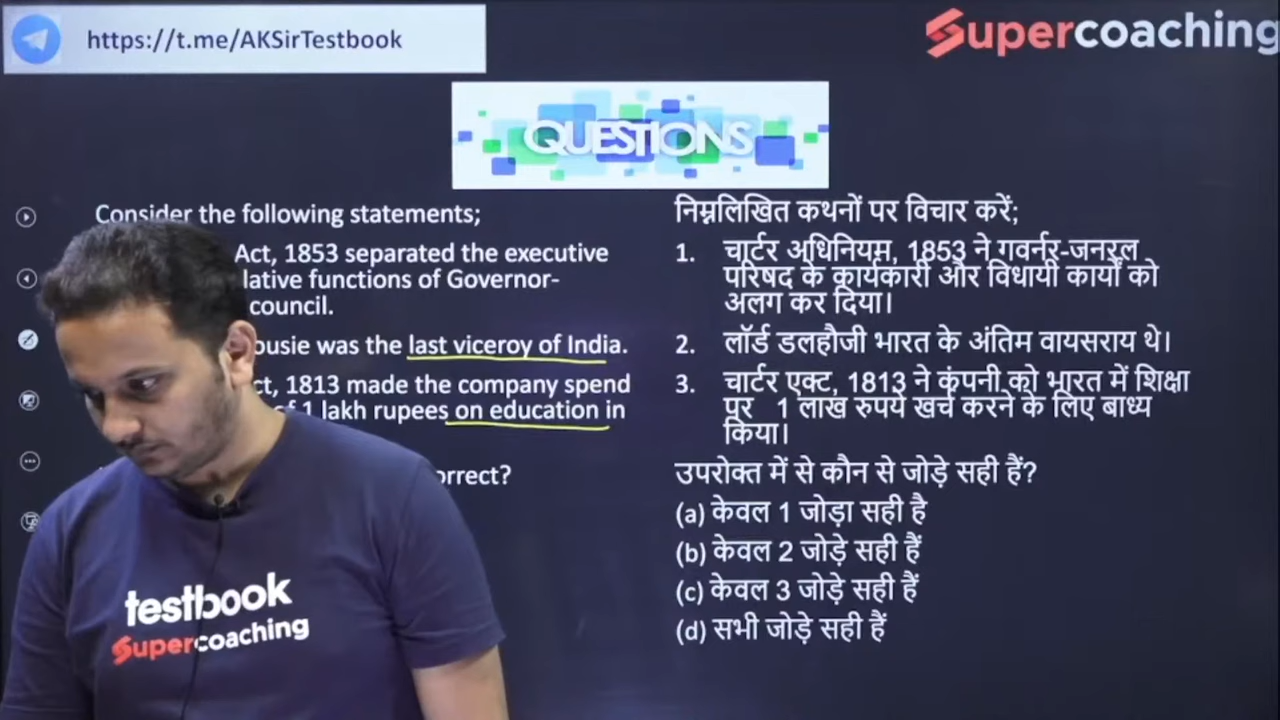 https://t.me/AKSirTestbook
Supercoaching
QUESTIONS
Consider the following statements;
Act, 1853 separated the executive
functions of Governor-
council.
was the last viceroy of India.
1813 made the company spend
1 lakh rupees on education in
निम्नलिखित कथनों पर विचार करें;
1. चार्टर अधिनियम, 1853 ने गवर्नर-जनरल
परिषद के कार्यकारी और विधायी कार्यों को
अलग कर दिया।
2. लॉर्ड डलहौजी भारत के अंतिम वायसराय थे।
3. चार्टर एक्ट, 1813 ने कंपनी को भारत में शिक्षा
पर 1 लाख रुपये खर्च करने के लिए बाध्य
किया।
उपरोक्त में से कौन से जोड़े सही हैं?
(a) केवल 1 जोड़ा सही है
(b) केवल 2 जोड़े सही हैं
(c) केवल 3 जोड़े सही हैं
(d) सभी जोड़े सही हैं
testbook
Supercoaching